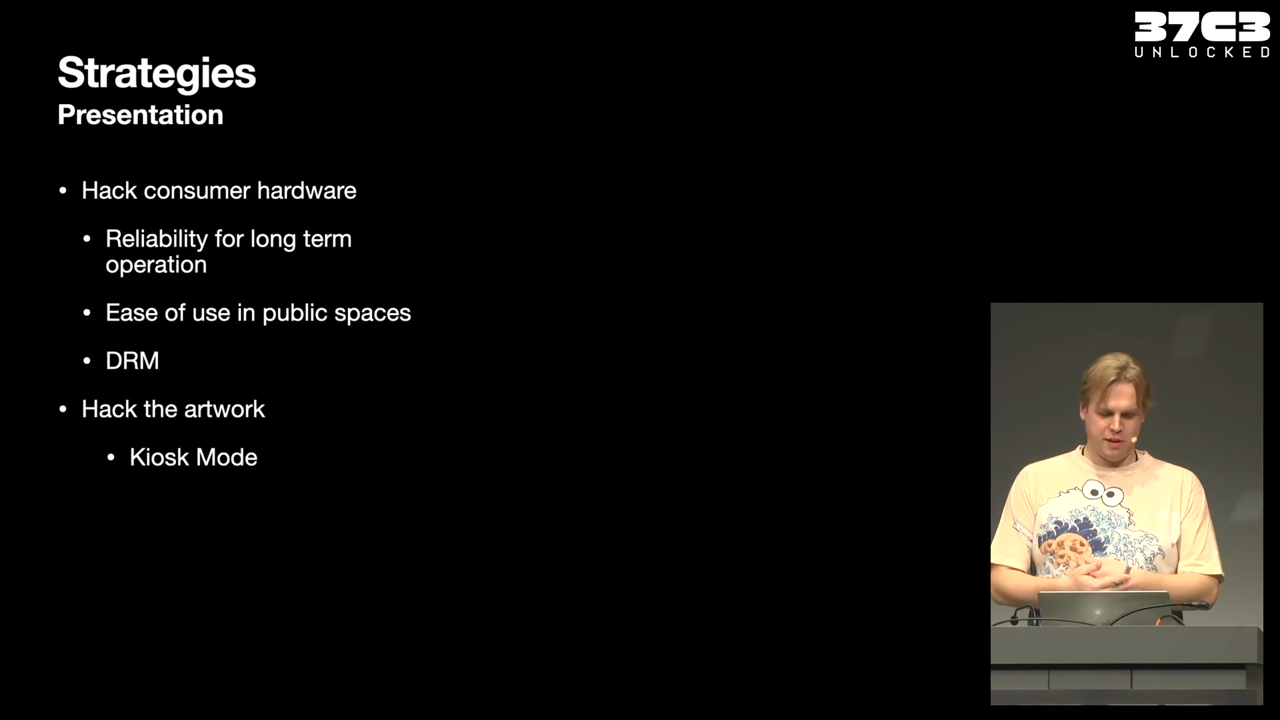 37C3
UNLOCKED
Strategies
Presentation
• Hack consumer hardware
• Reliability for long term
operation
• Ease of use in public spaces
• DRM
• Hack the artwork
• Kiosk Mode